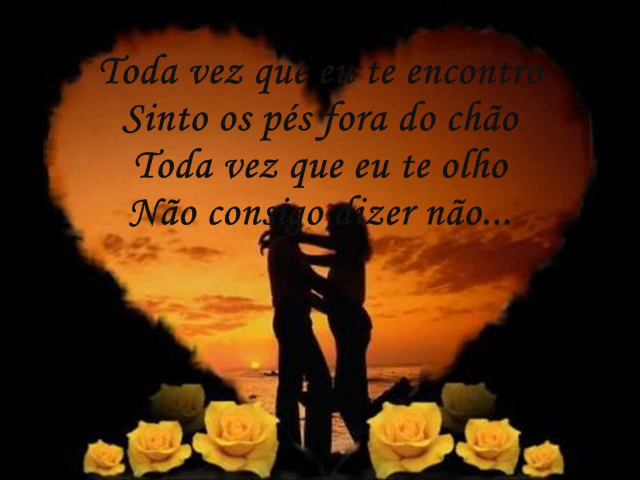 Toda vez que eu te encontro
Sinto os pés fora do chão
Toda vez que eu te olho
Não consigo dizer não...